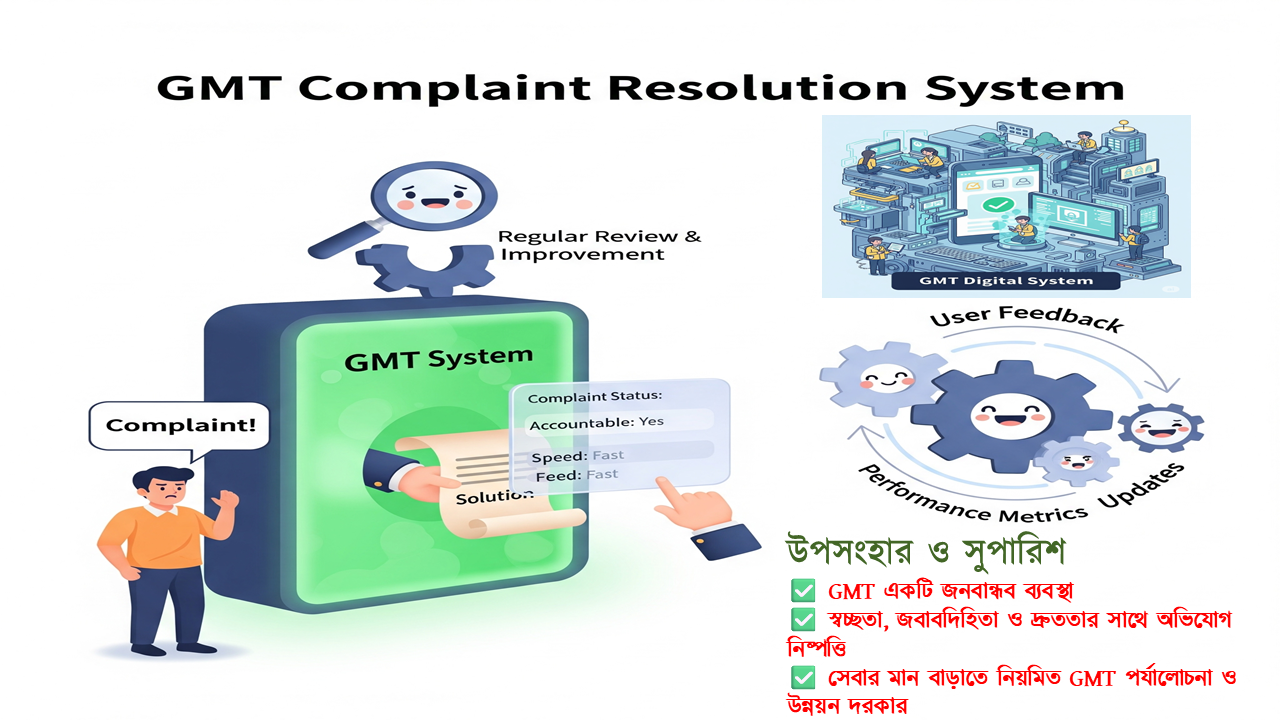 GMT Complaint Resolution System
Regular Review &
Improvement
GMT System
Complaint!
Complaint Status:
Accountable: Yes
Speed: Fast
Feed: Fast
Solution
GMT Digital System
User Feedback
Performance Metrics
Updates
উপসংহার ও সুপারিশ
✅ GMT একটি জনবান্ধব ব্যবস্থা
✅ স্বচ্ছতা, জবাবদিহিতা ও দ্রুততার সাথে অভিযোগ
নিষ্পত্তি
✅ সেবার মান বাড়াতে নিয়মিত GMT পর্যালোচনা ও
উন্নয়ন দরকার